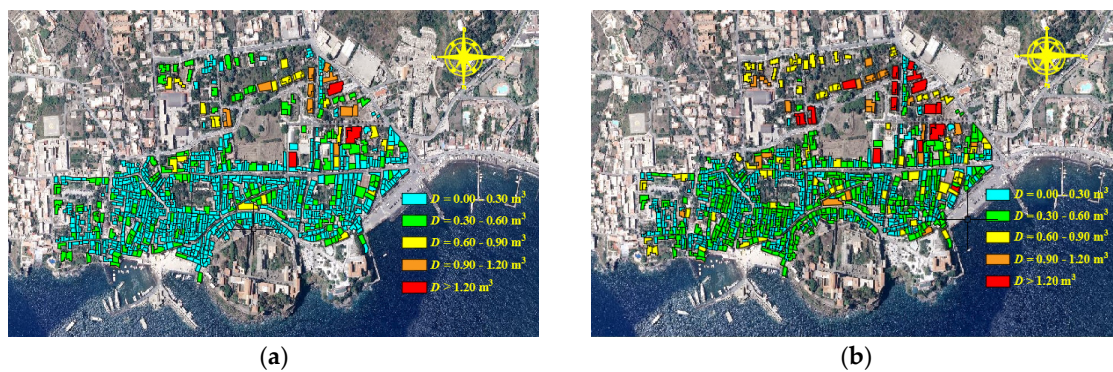 D = 0.00 - 0.30 m³
D = 0.30 - 0.60 m³
D = 0.60 - 0.90 m³
D = 0.90 - 1.20 m³
D > 1.20 m³
(a)
D = 0.00 - 0.30 m³
D = 0.30 - 0.60 m³
D = 0.60 - 0.90 m³
D = 0.90 - 1.20 m³
D > 1.20 m³
(b)